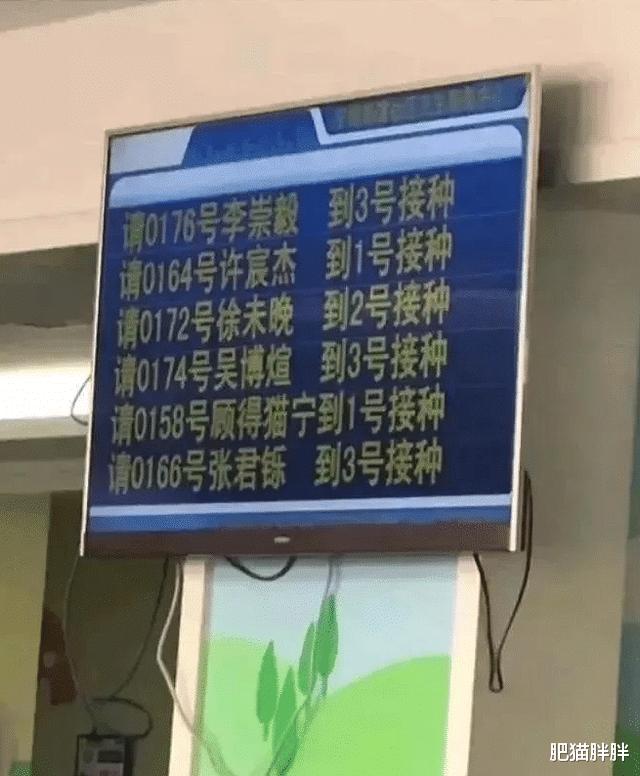 请0176号李崇毅 到3号接种
请0164号许宸杰 到1号接种
请0172号徐未晚 到2号接种
请0174号吴博煊 到3号接种
请0158号顾得猫宁到1号接种
请0166号张君铄 到3号接种
肥猫胖胖